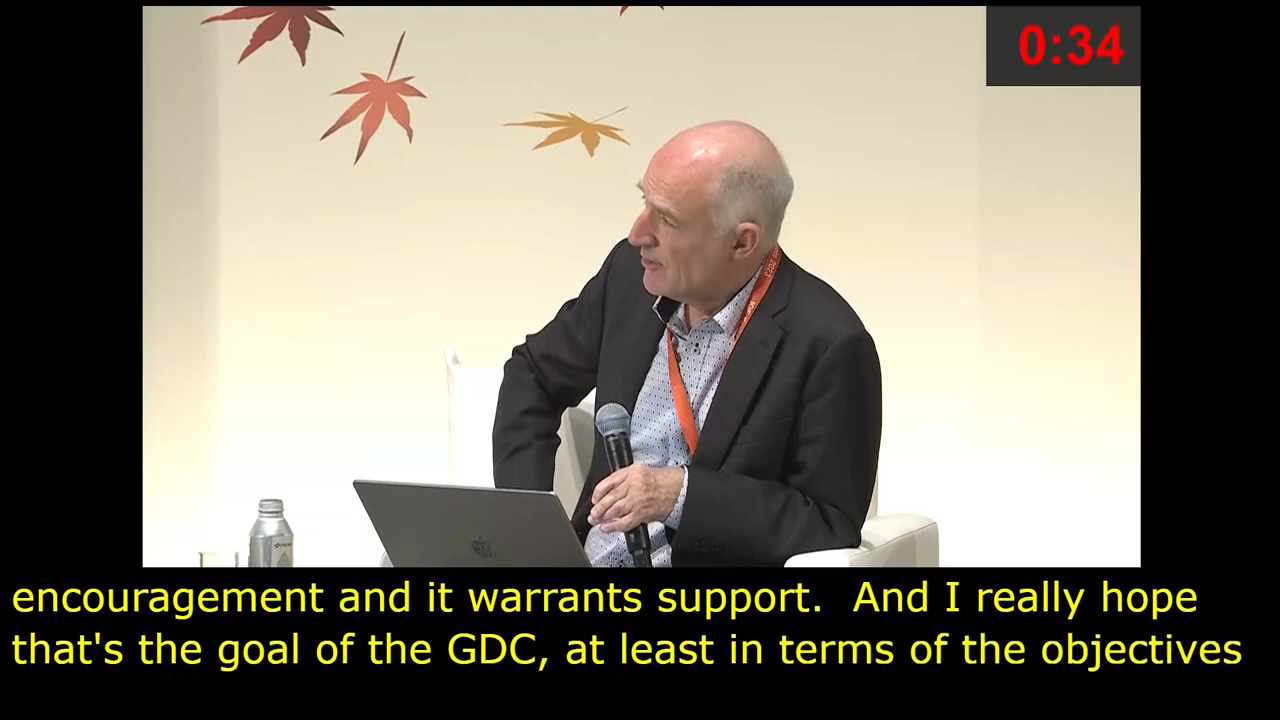 0:34
2023
encouragement and it warrants support.  And I really hope
that's the goal of the GDC, at least in terms of the objectives